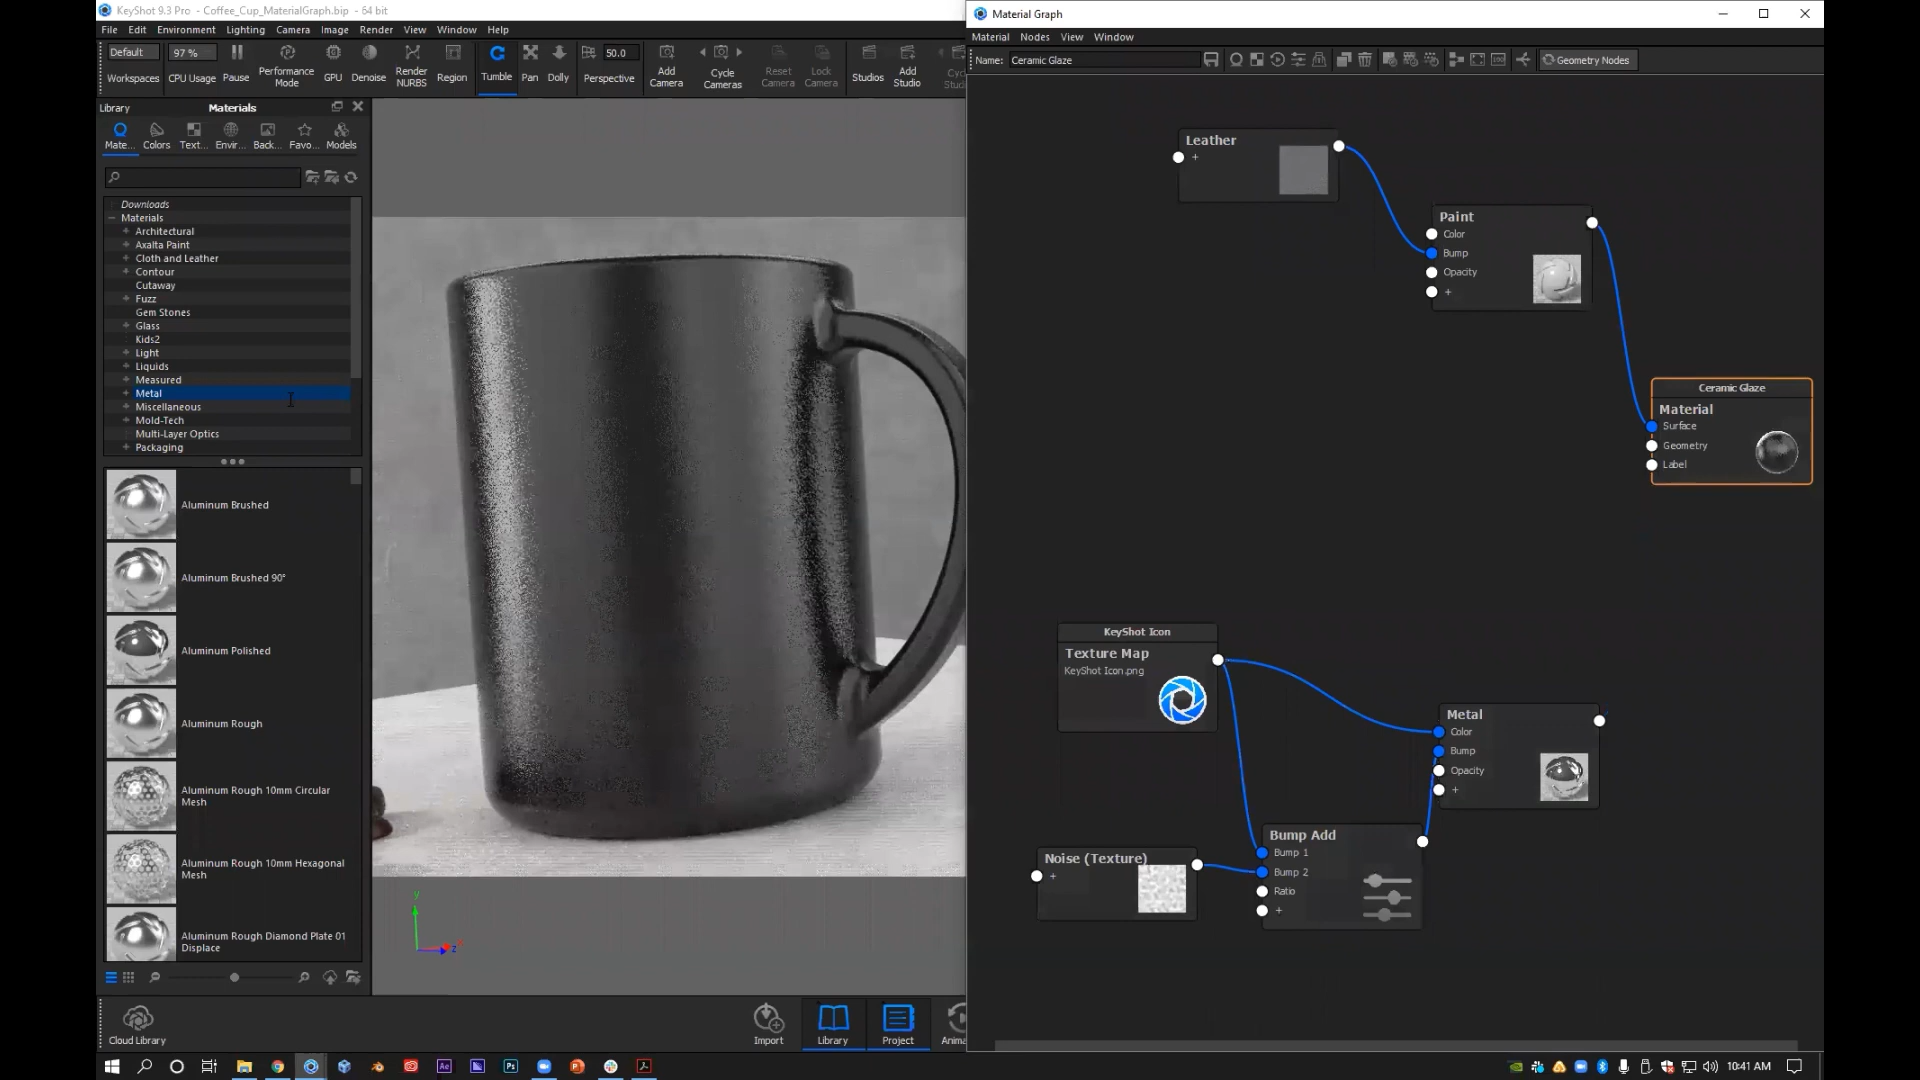 KeyShot 9.3 Pro - Coffee_Cup_MaterialGraph.bip - 64 bit
File Edit Environment Lighting Camera Image Render View Window Help
Default 97 % 50.0
Workspaces CPU Usage Pause Performance Mode GPU Denoise Render NURBS Region Tumble Pan Dolly Perspective Add Camera Cycle Cameras Reset Camera Lock Camera Studios Add Studio
Library Materials
Mate... Colors Text... Envir... Back... Favo... Models
Downloads
Materials
Architectural
Axalta Paint
Cloth and Leather
Contour
Cutaway
Fuzz
Gem Stones
Glass
Kids2
Light
Liquids
Measured
Metal
Miscellaneous
Mold-Tech
Multi-Layer Optics
Packaging
Aluminum Brushed
Aluminum Brushed 90°
Aluminum Polished
Aluminum Rough
Aluminum Rough 10mm Circular
Mesh
Aluminum Rough 10mm Hexagonal
Mesh
Aluminum Rough Diamond Plate 01
Displace
y
z
Cloud Library Import Library Project Anima
Material Graph
Material Nodes View Window
Name: Ceramic Glaze Geometry Nodes
Leather
+
Paint
Color
Bump
Opacity
+
Ceramic Glaze
Material
Surface
Geometry
Label
KeyShot Icon
Texture Map
KeyShot Icon.png
Metal
Color
Bump
Opacity
+
Bump Add
Bump 1
Bump 2
Ratio
+
Noise (Texture)
+
Ae Ps
10:41 AM